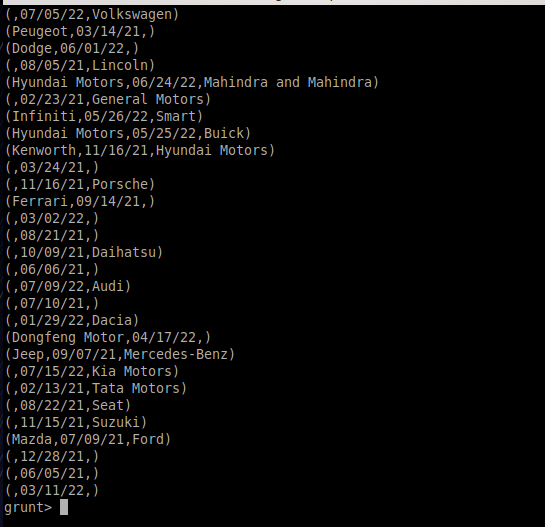 (,07/05/22,Volkswagen)
(Peugeot,03/14/21,)
(Dodge,06/01/22,)
(,08/05/21,Lincoln)
(Hyundai Motors,06/24/22,Mahindra and Mahindra)
(,02/23/21,General Motors)
(Infiniti,05/26/22,Smart)
(Hyundai Motors,05/25/22,Buick)
(Kenworth,11/16/21,Hyundai Motors)
(,03/24/21,)
(,11/16/21,Porsche)
(Ferrari,09/14/21,)
(,03/02/22,)
(,08/21/21,)
(,10/09/21,Daihatsu)
(,06/06/21,)
(,07/09/22,Audi)
(,07/10/21,)
(,01/29/22,Dacia)
(Dongfeng Motor,04/17/22,)
(Jeep,09/07/21,Mercedes-Benz)
(,07/15/22,Kia Motors)
(,02/13/21,Tata Motors)
(,08/22/21,Seat)
(,11/15/21,Suzuki)
(Mazda,07/09/21,Ford)
(,12/28/21,)
(,06/05/21,)
(,03/11/22,)
grunt>